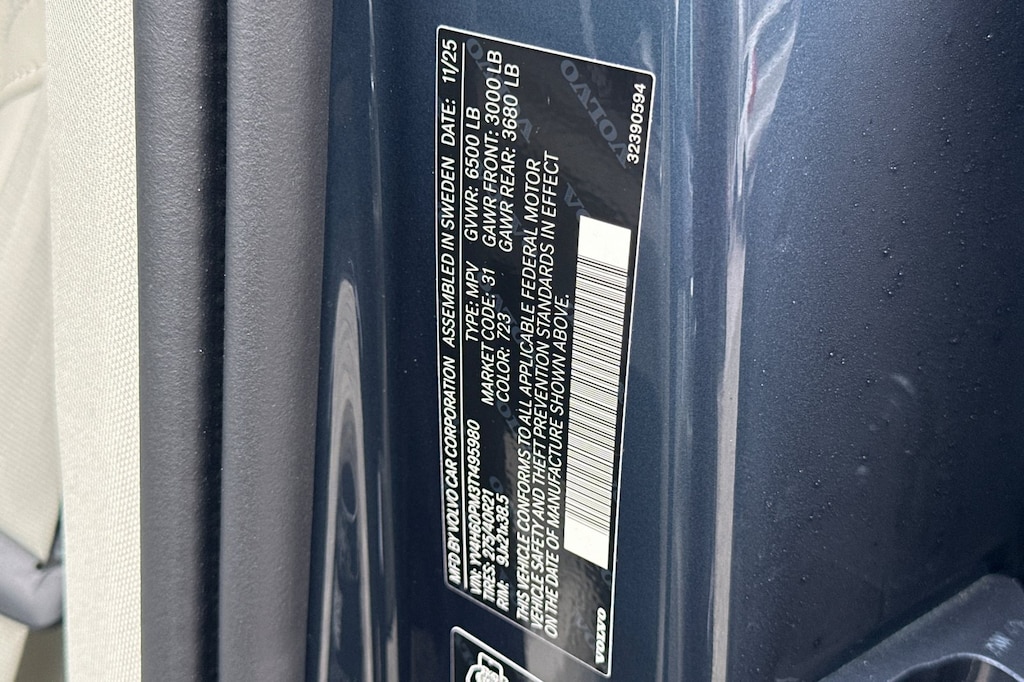 MFD BY VOLVO CAR CORPORATION ASSEMBLED IN SWEDEN DATE: 11/25
VIN: YV4H60PM3T1495980 TYPE: MPV GVWR: 6500 LB
TIRES: 275/40R21 MARKET CODE: 31 GAWR FRONT: 3000 LB
RIM: 9Jx21x38.5 COLOR: 723 GAWR REAR: 3680 LB
THIS VEHICLE CONFORMS TO ALL APPLICABLE FEDERAL MOTOR
VEHICLE SAFETY AND THEFT PREVENTION STANDARDS IN EFFECT
ON THE DATE OF MANUFACTURE SHOWN ABOVE.
VOLVO
32390594